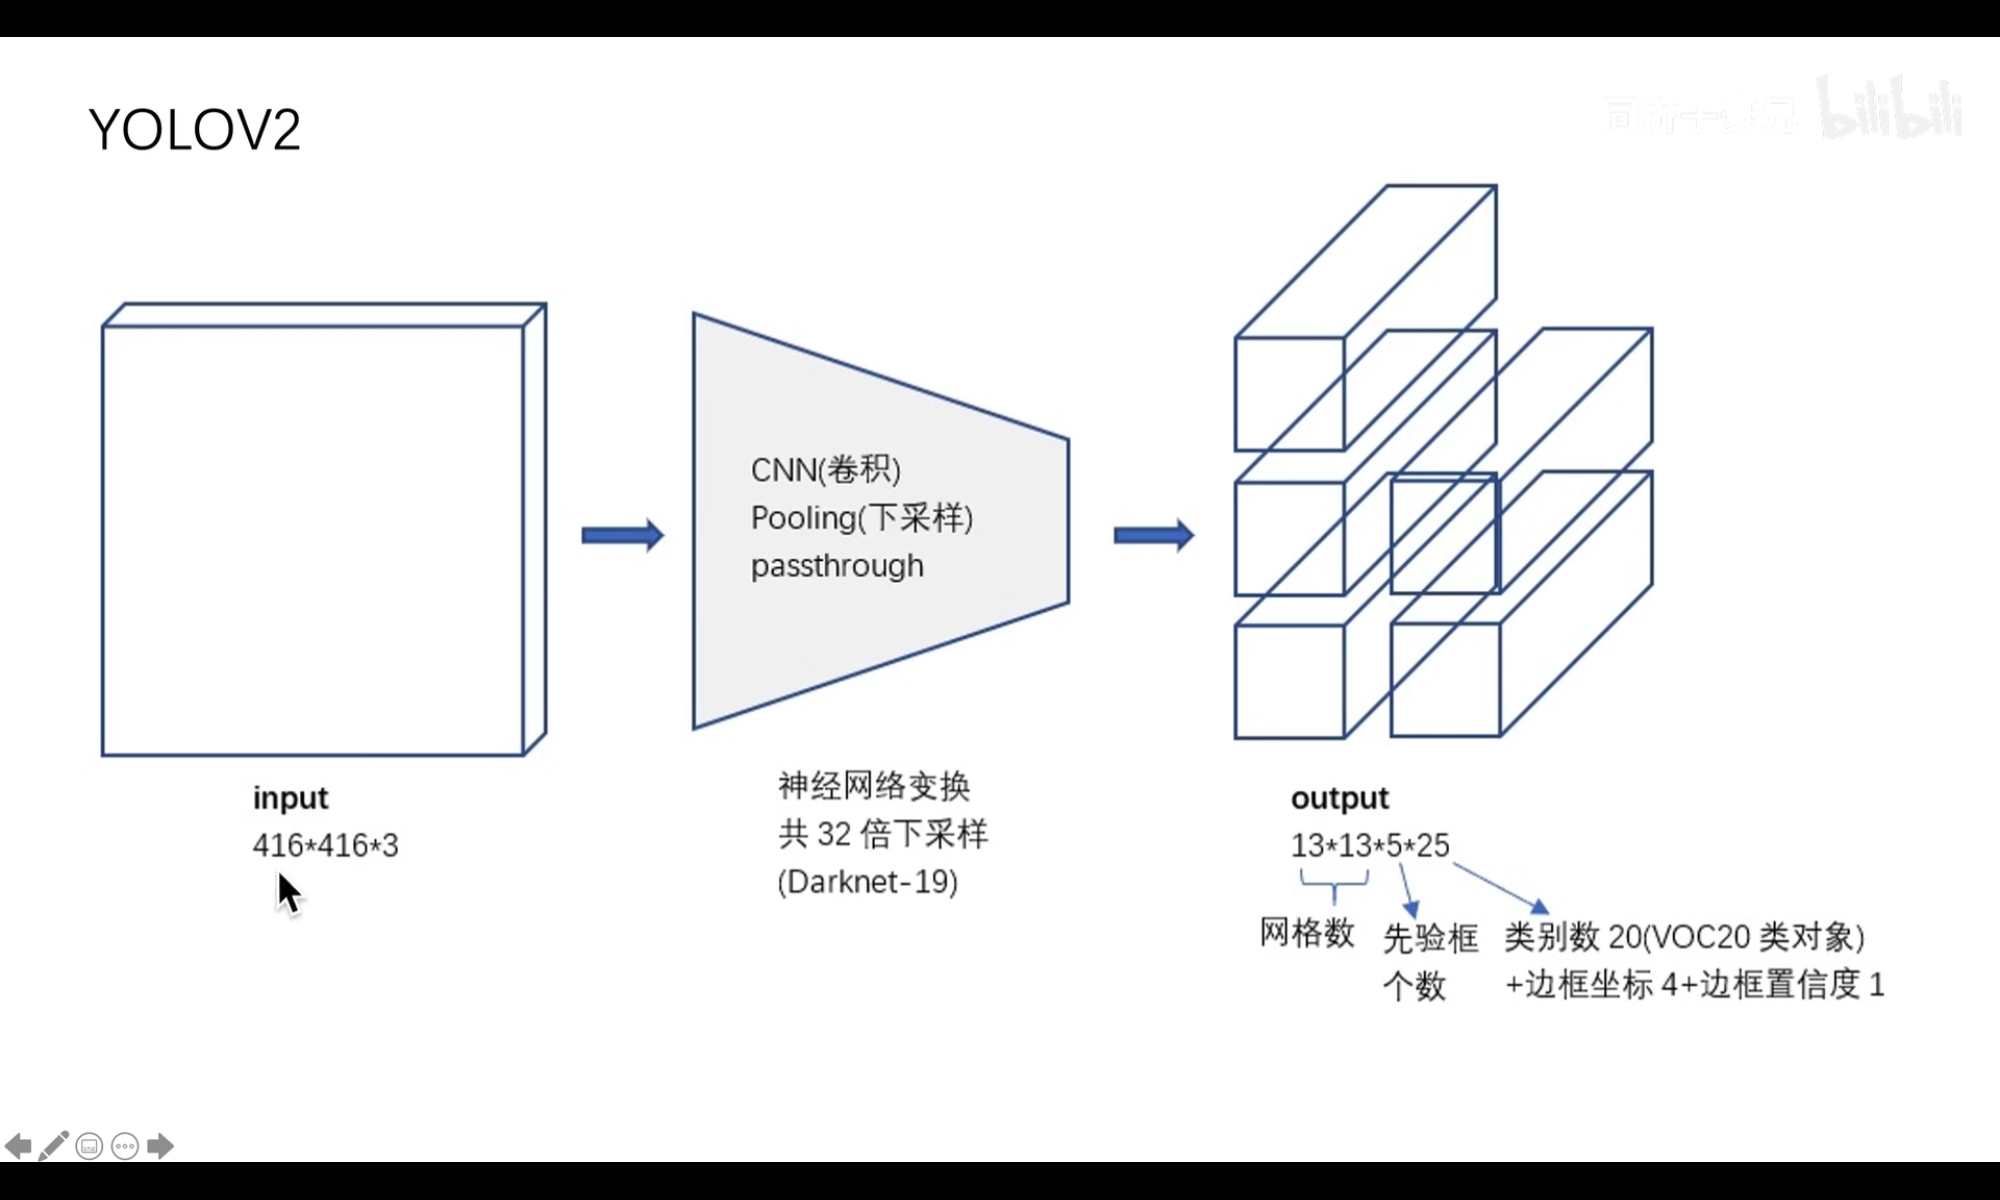 YOLOV2
bilibili
CNN(卷积)
Pooling(下采样)
passthrough
input
416*416*3
神经网络变换
共 32 倍下采样
(Darknet-19)
output
13*13*5*25
网格数
先验框
个数
类别数 20(VOC20 类对象)
+边框坐标 4+边框置信度 1